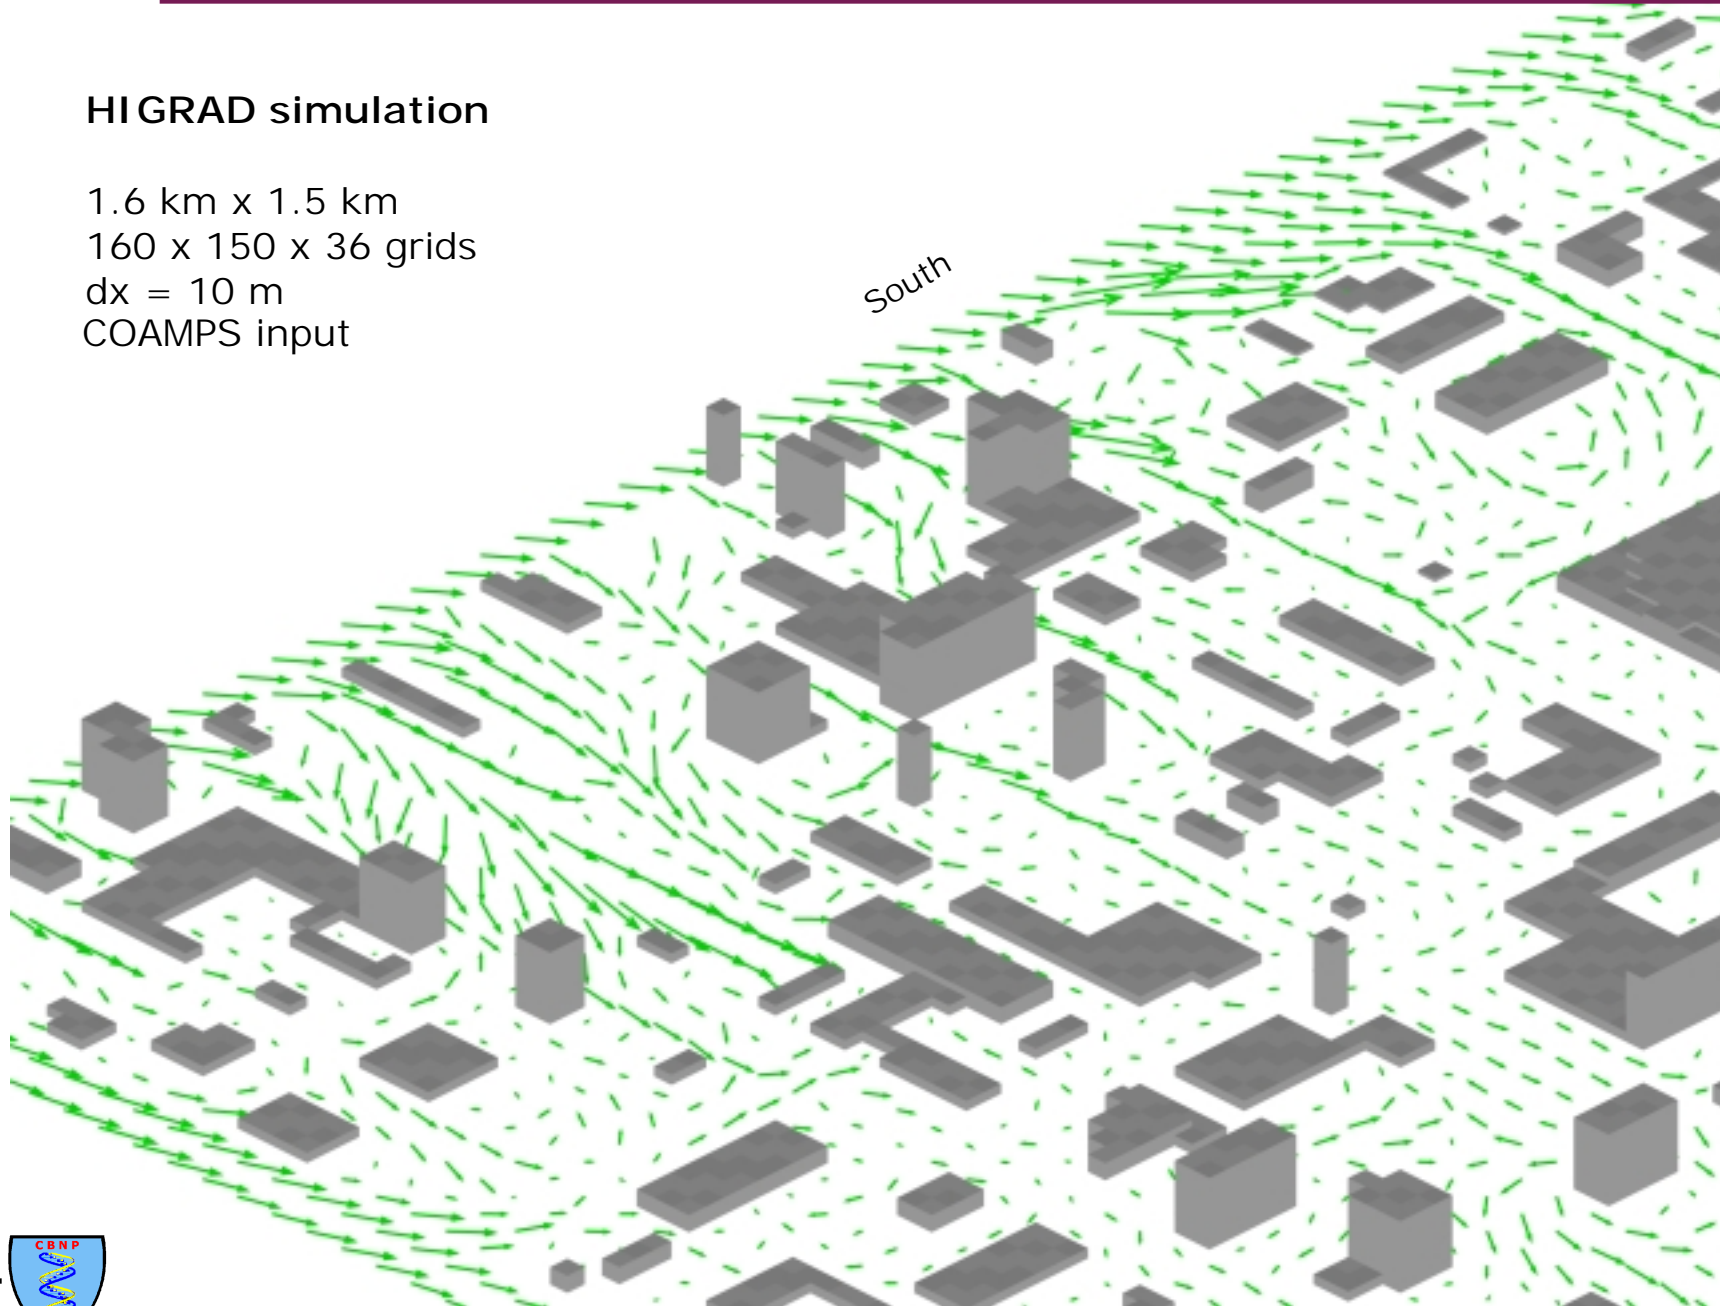 HIGRAD simulation
1.6 km x 1.5 km
160 x 150 x 36 grids
dx = 10 m
COAMPS input
South
CBNP